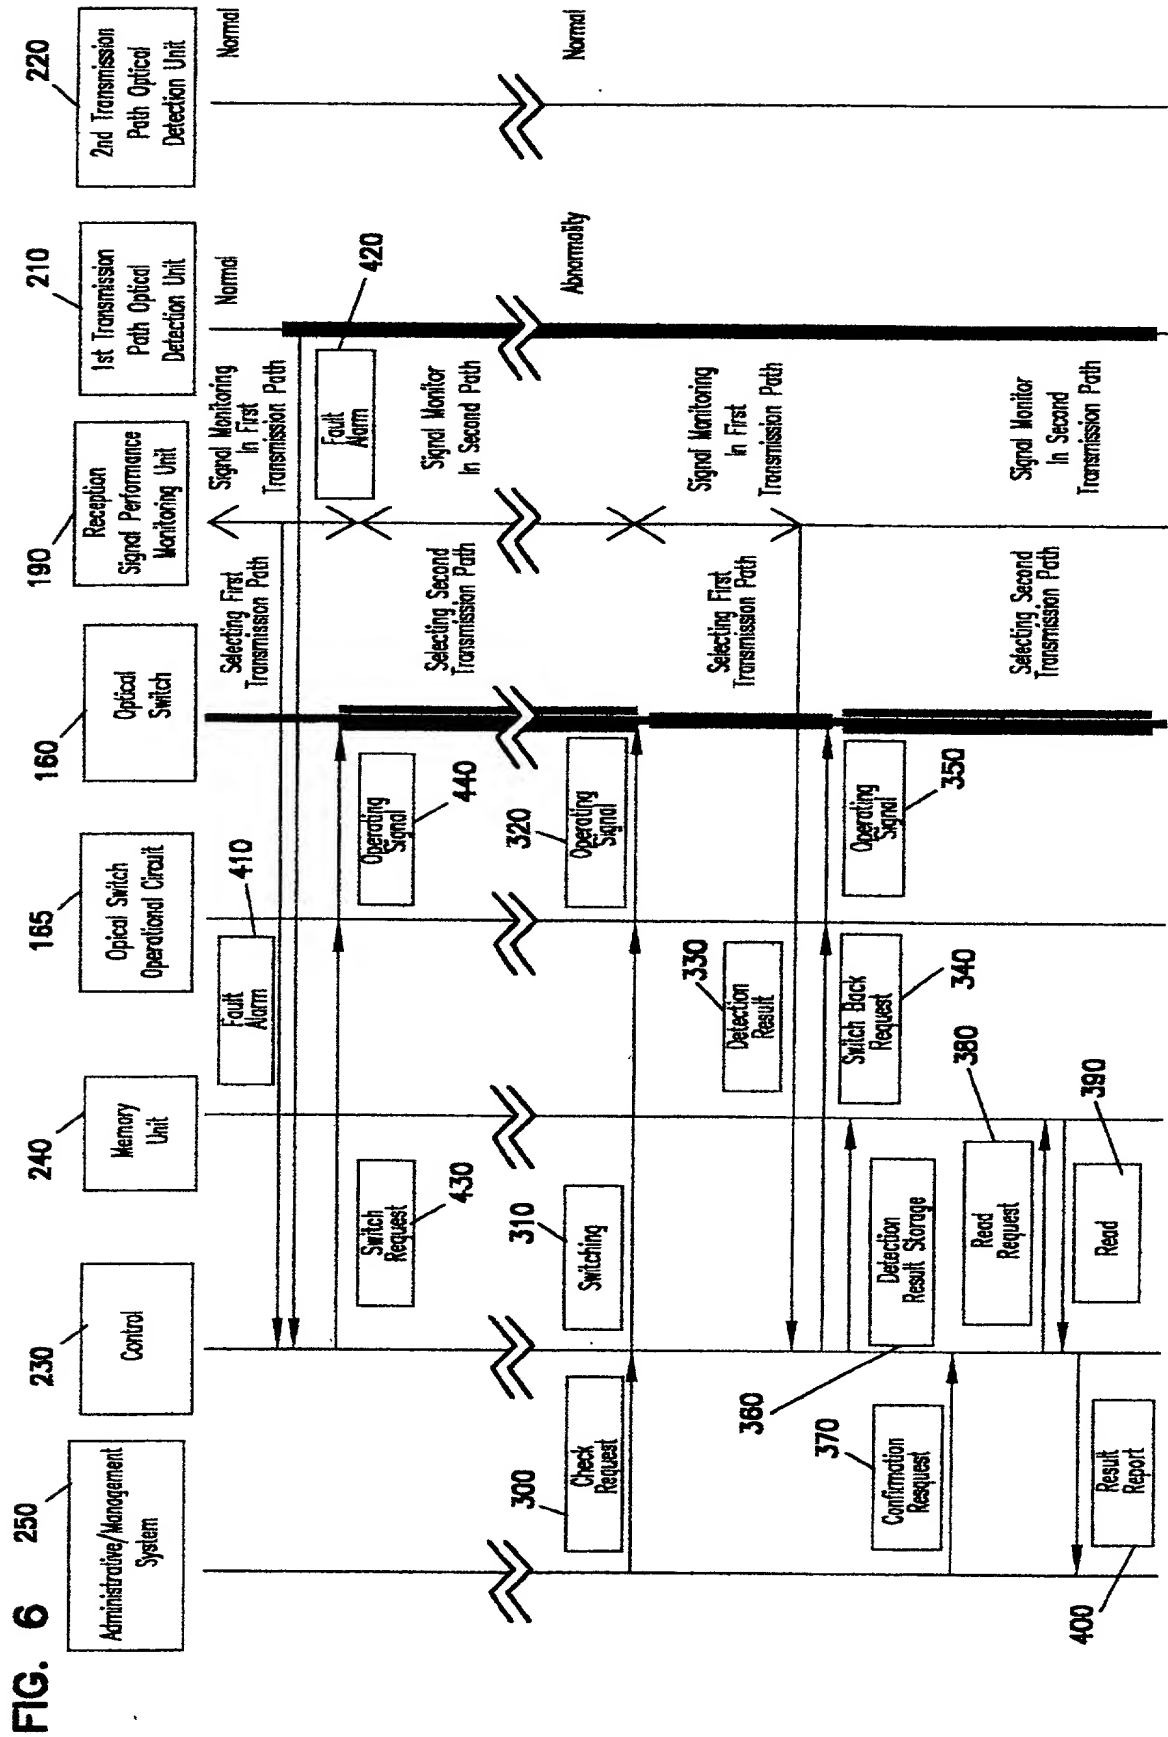 FIG. 6
250
Administrative/Management
System
230
Control
240
Memory
Unit
165
Opical Switch
Operational Circuit
160
Optical
Switch
190
Reception
Signal Performance
Monitoring Unit
210
1st Transmission
Path Optical
Detection Unit
220
2nd Transmission
Path Optical
Detection Unit
Fault
Alarm
410
Selecting First
Transmission Path
Signal Monitoring
In First
Transmission Path
Normal
Normal
Fault
Alarm
420
Switch
Request
430
Operating
Signal
440
Selecting Second
Transmission Path
Signal Monitor
In Second Path
300
Check
Request
310
Switching
320
Operating
Signal
Abnormality
Normal
330
Detection
Result
Selecting First
Transmission Path
Signal Monitoring
In First
Transmission Path
Switch Back
Request
340
Operating
Signal
350
360
Detection
Result Storage
370
Confirmation
Resquest
Read
Request
380
Selecting Second
Transmission Path
Signal Monitor
In Second
Transmission Path
Read
390
Result
Report
400